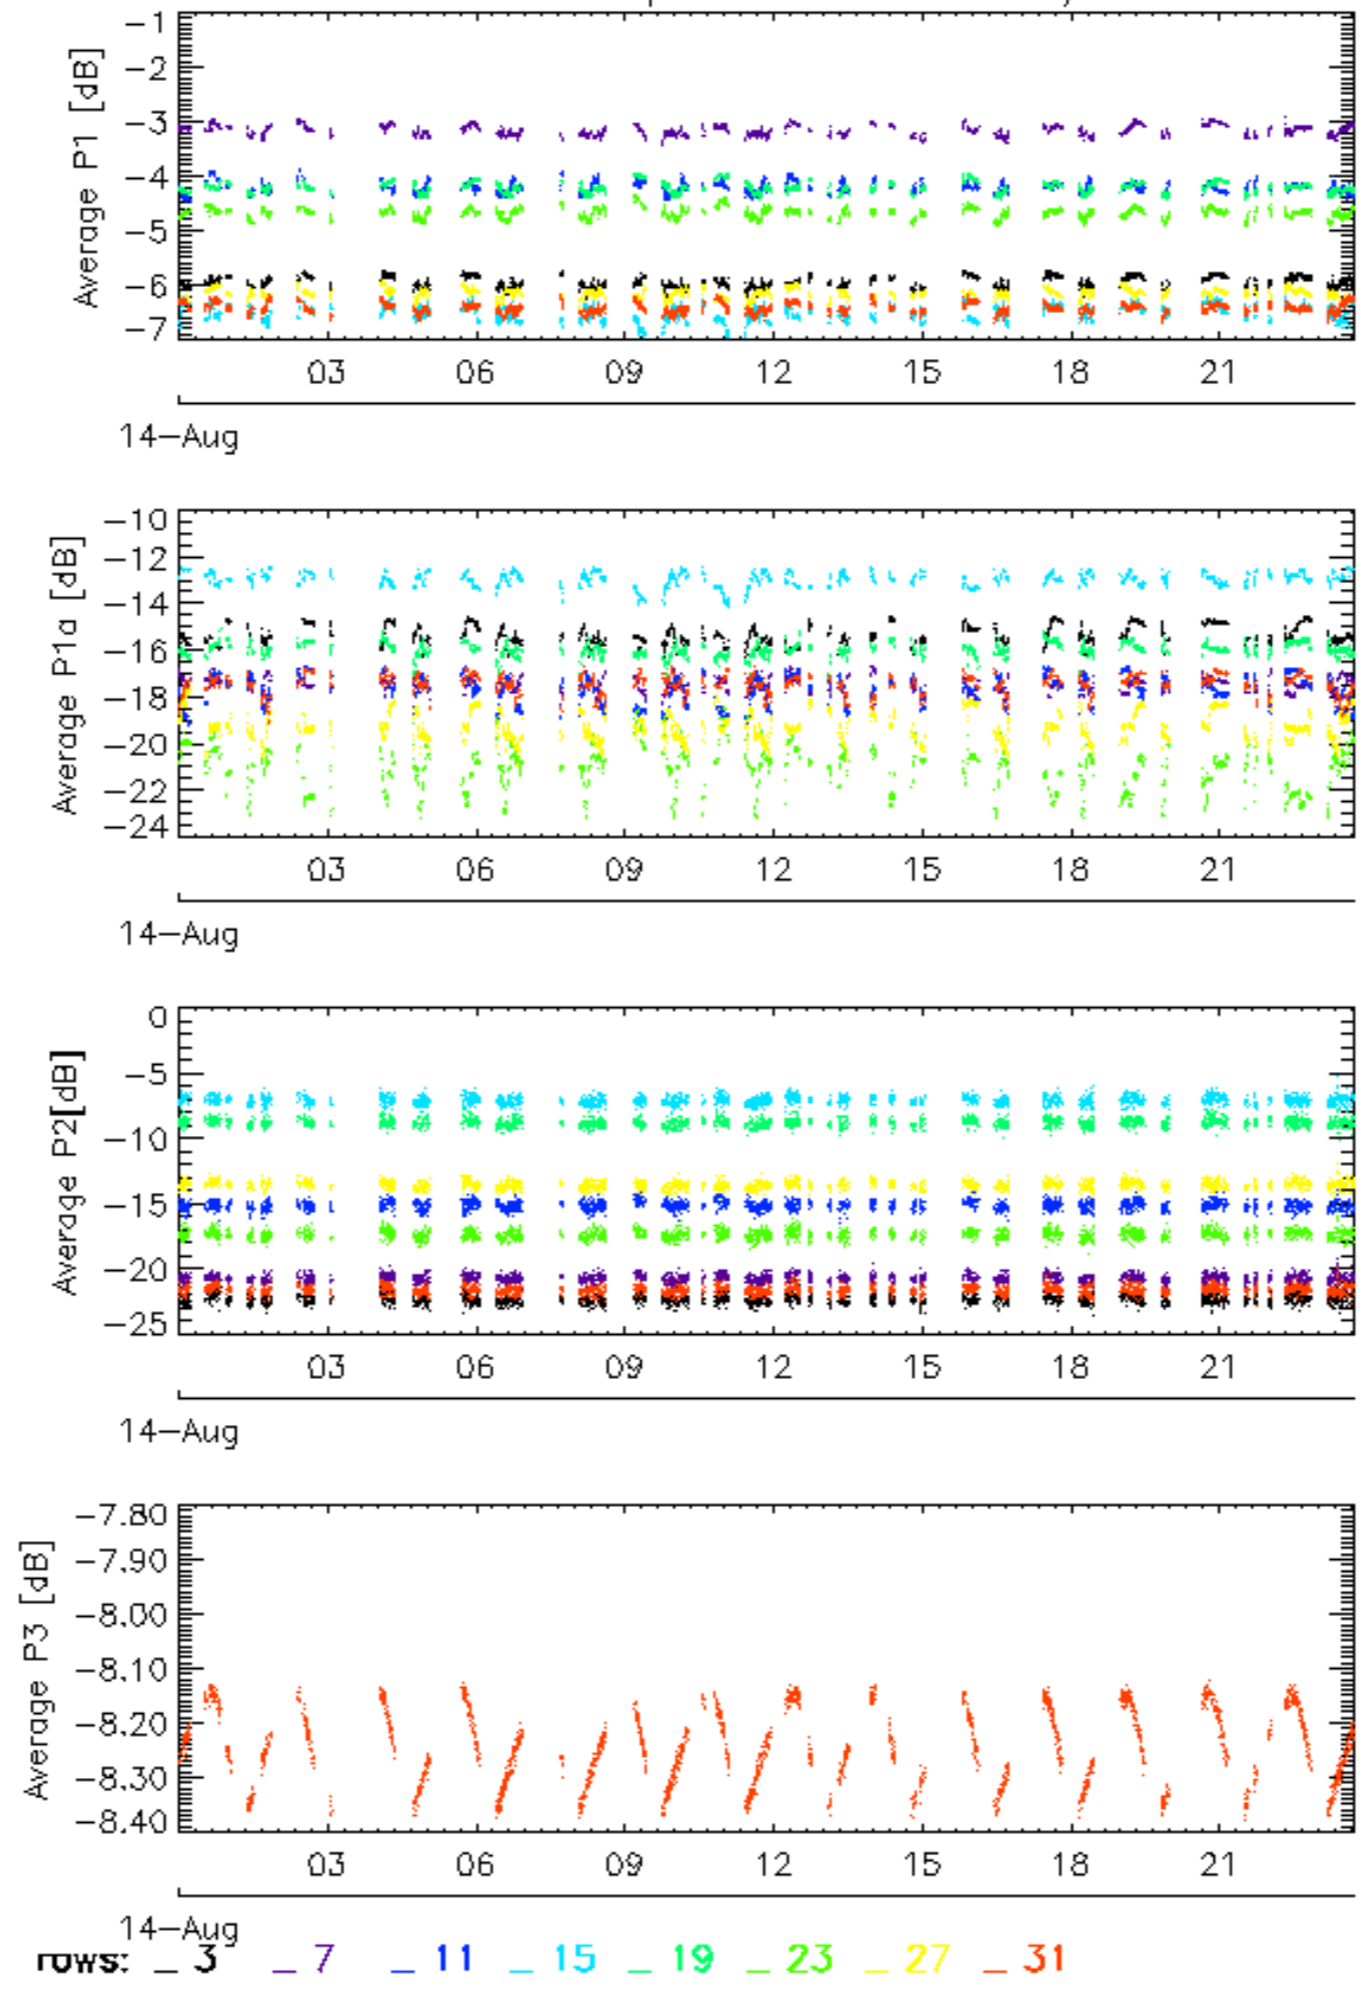 Average P1 [dB]
-1
-2
-3
-4
-5
-6
-7
03 06 09 12 15 18 21
14-Aug
Average P1a [dB]
-10
-12
-14
-16
-18
-20
-22
-24
03 06 09 12 15 18 21
14-Aug
Average P2[dB]
0
-5
-10
-15
-20
-25
03 06 09 12 15 18 21
14-Aug
Average P3 [dB]
-7.80
-7.90
-8.00
-8.10
-8.20
-8.30
-8.40
03 06 09 12 15 18 21
14-Aug
rows: _ 3 _ 7 _ 11 _ 15 _ 19 _ 23 _ 27 _ 31